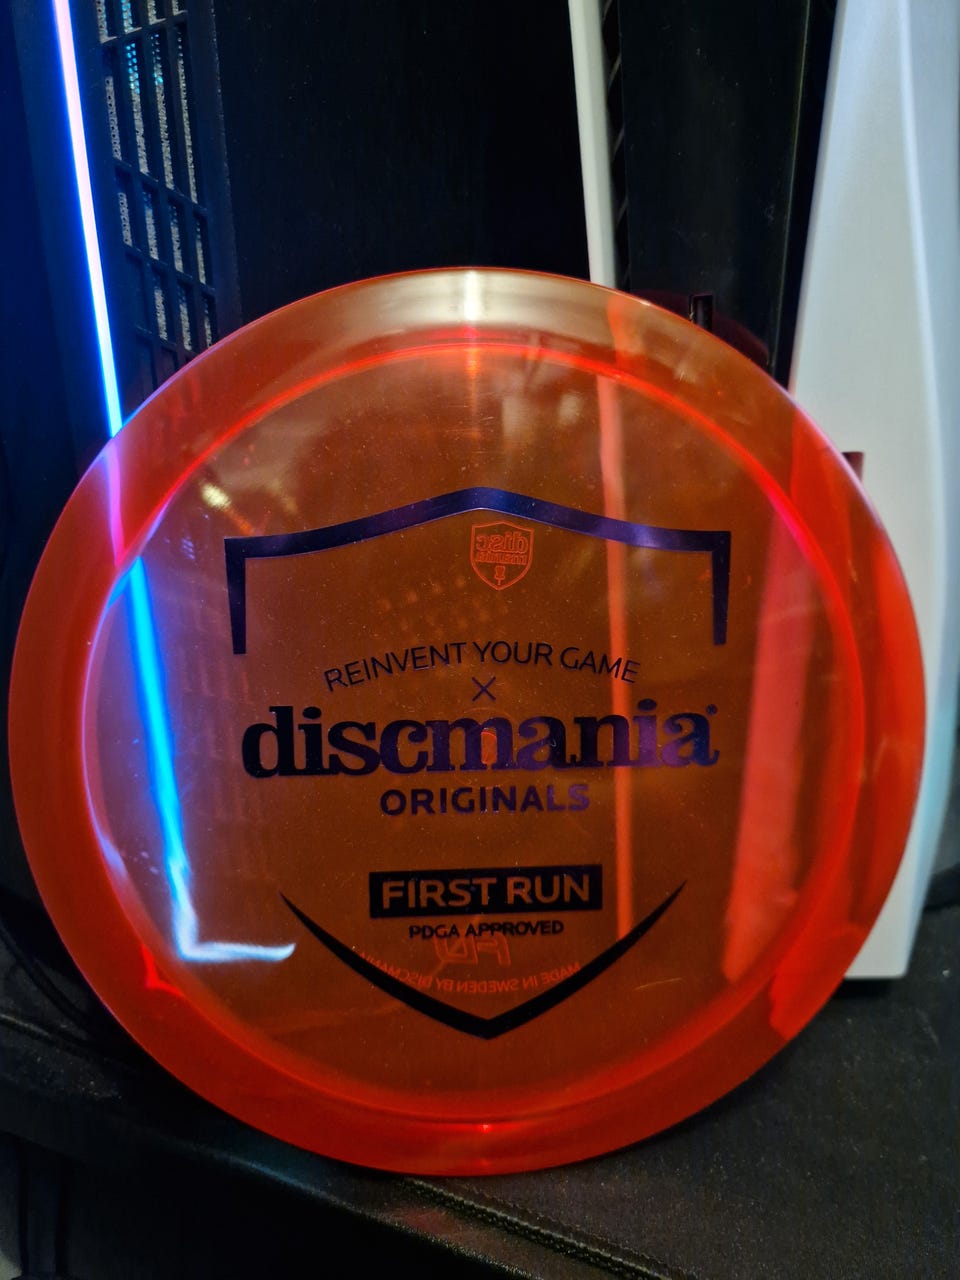 disc
mania
REINVENT YOUR GAME
X
discmania®
ORIGINALS
FIRST RUN
PDGA APPROVED
MADE IN SWEDEN BY DISCMANIA